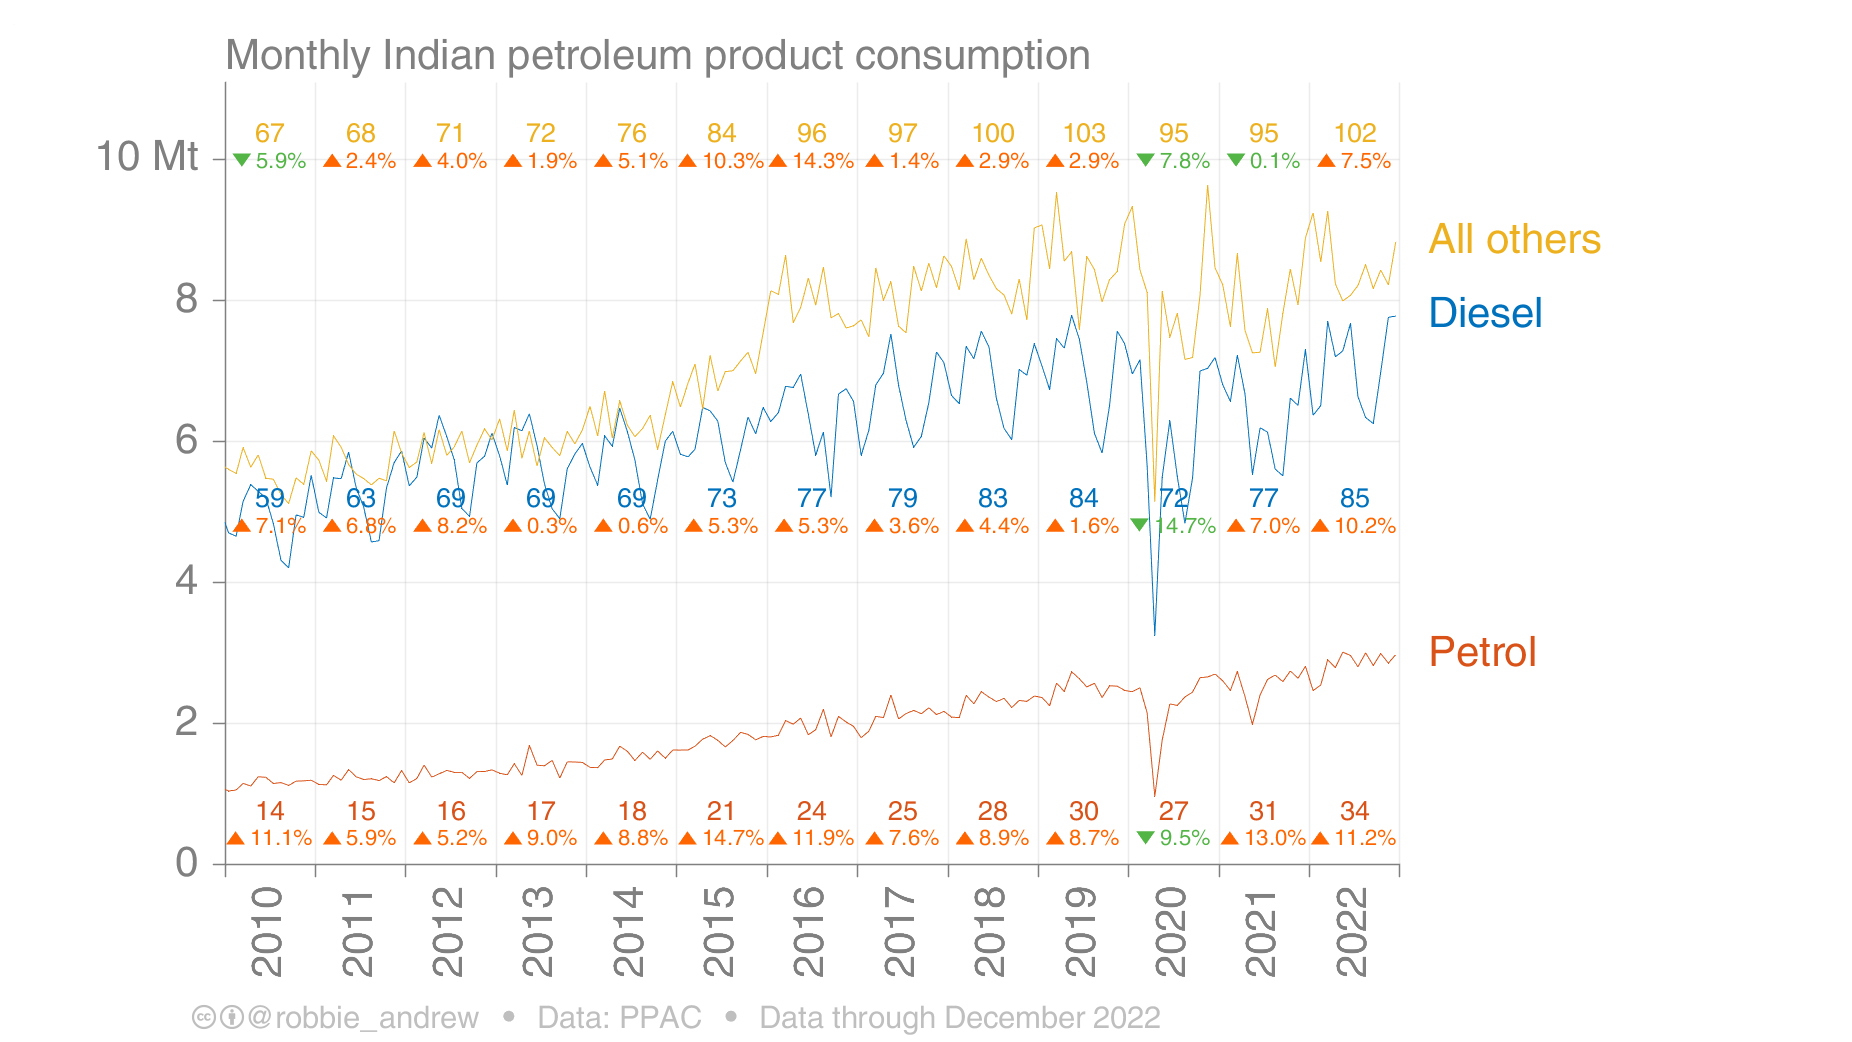 Monthly Indian petroleum product consumption
67 68 71 72 76 84 96 97 100 103 95 95 102
10 Mt ▼5.9% ▲2.4% ▲4.0% ▲1.9% ▲5.1% ▲10.3% ▲14.3% ▲1.4% ▲2.9% ▲2.9% ▼7.8% ▼0.1% ▲7.5%
All others
8
Diesel
6
59 63 69 69 69 73 77 79 83 84 72 77 85
▲7.1% ▲6.8% ▲8.2% ▲0.3% ▲0.6% ▲5.3% ▲5.3% ▲3.6% ▲4.4% ▲1.6% ▼14.7% ▲7.0% ▲10.2%
4
Petrol
2
14 15 16 17 18 21 24 25 28 30 27 31 34
▲11.1% ▲5.9% ▲5.2% ▲9.0% ▲8.8% ▲14.7% ▲11.9% ▲7.6% ▲8.9% ▲8.7% ▼9.5% ▲13.0% ▲11.2%
0
2010 2011 2012 2013 2014 2015 2016 2017 2018 2019 2020 2021 2022
cc @robbie_andrew • Data: PPAC • Data through December 2022